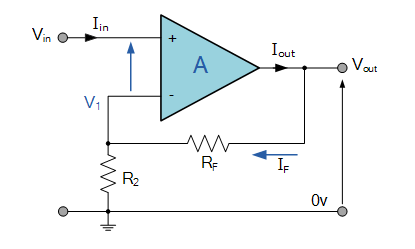 Iin
Vin
+
A
Iout
Vout
V1
-
RF
IF
R2
0v